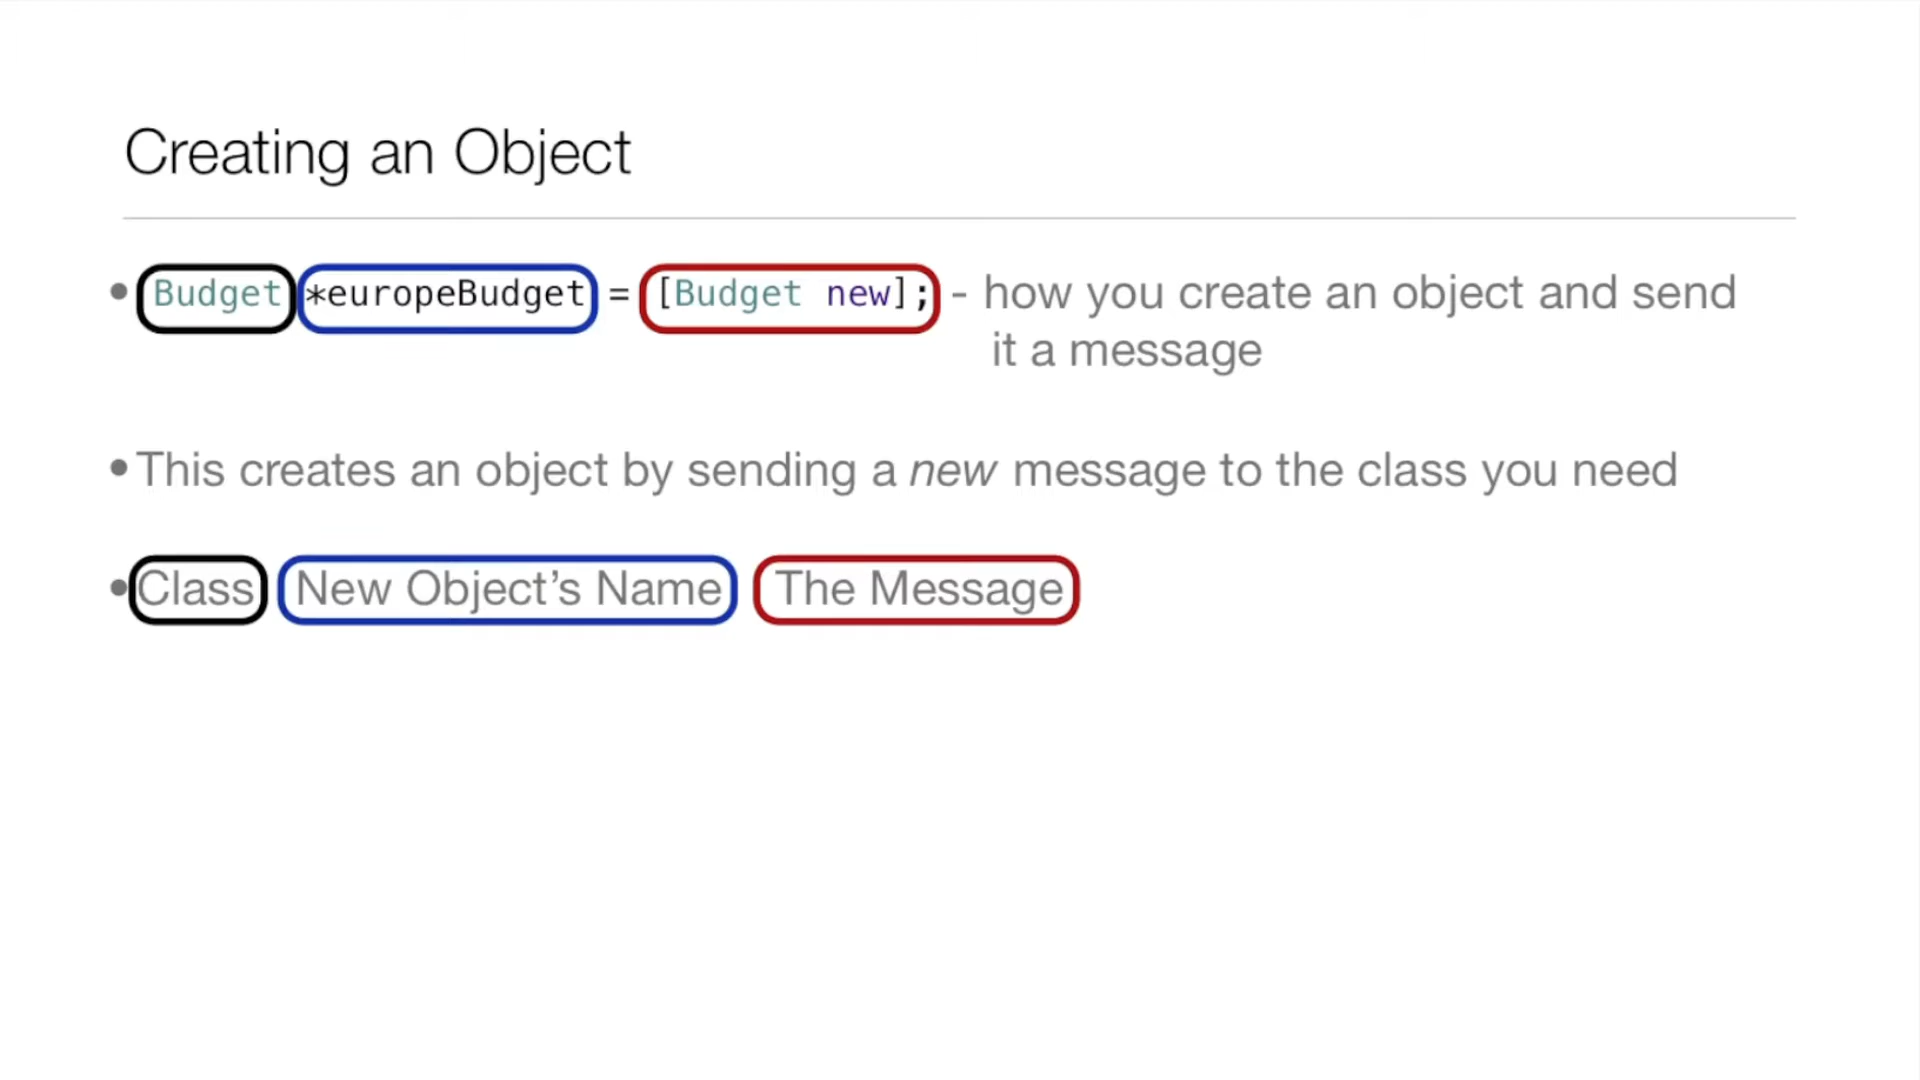 Creating an Object
• Budget *europeBudget = [Budget new]; - how you create an object and send
it a message
• This creates an object by sending a new message to the class you need
• Class New Object’s Name The Message